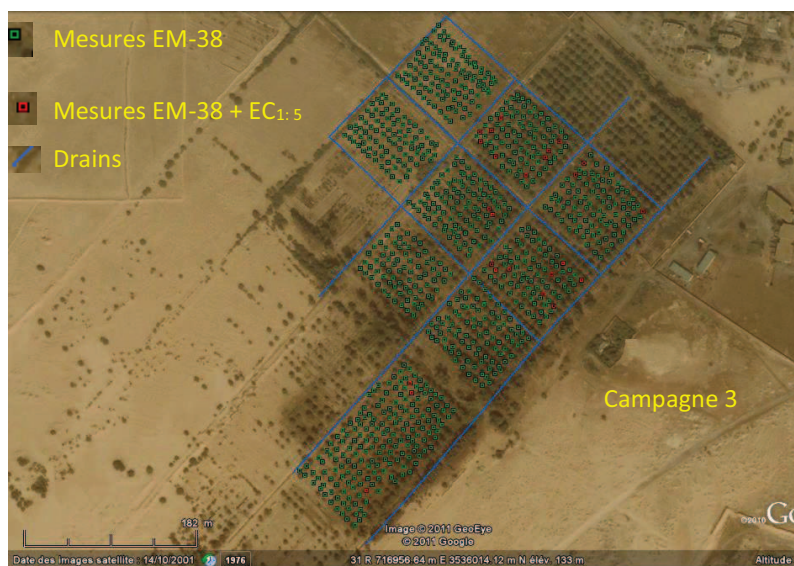 Mesures EM-38
Mesures EM-38 + EC1: 5
Drains
Campagne 3
182 m
Image © 2011 GeoEye
© 2011 Google
©2010
Date des images satellite : 14/10/2001 1976 31 R 716956.64 m E 3536014.12 m N élév. 133 m Altitude